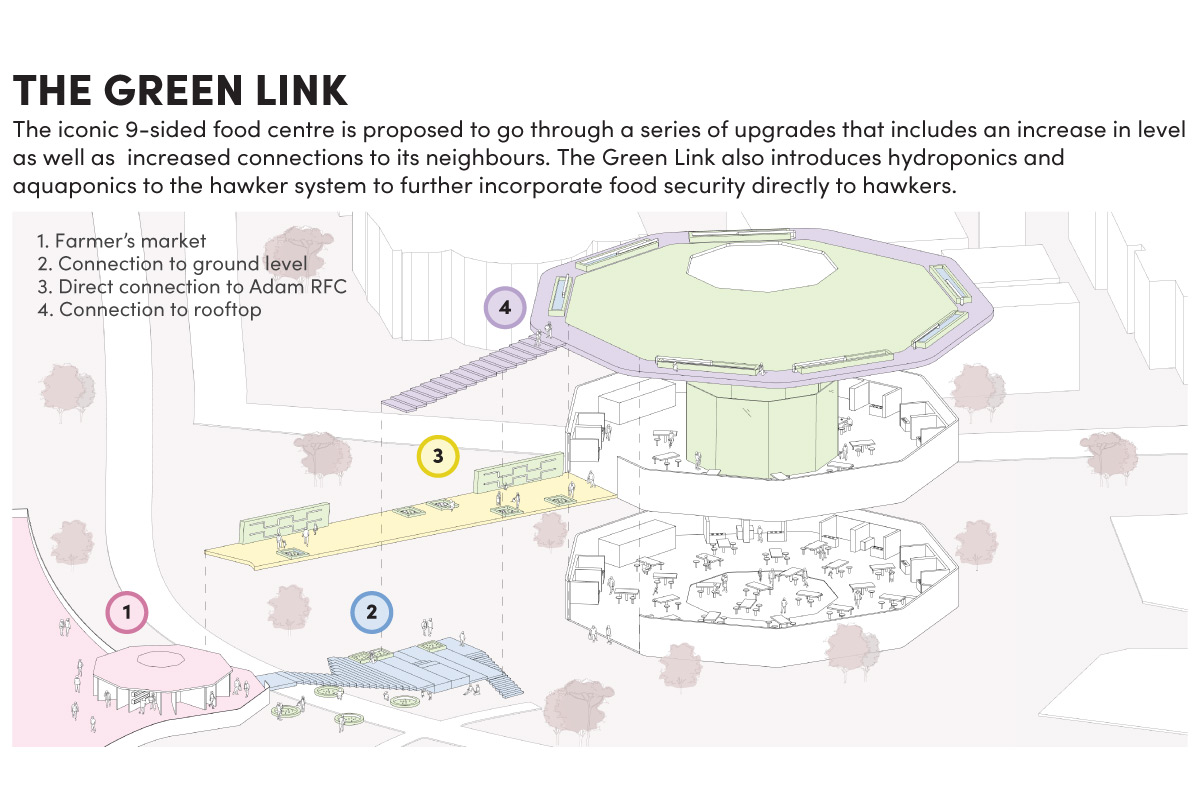 THE GREEN LINK
The iconic 9-sided food centre is proposed to go through a series of upgrades that includes an increase in level
as well as  increased connections to its neighbours. The Green Link also introduces hydroponics and
aquaponics to the hawker system to further incorporate food security directly to hawkers.
1. Farmer's market
2. Connection to ground level
3. Direct connection to Adam RFC
4. Connection to rooftop
4
3
1
2